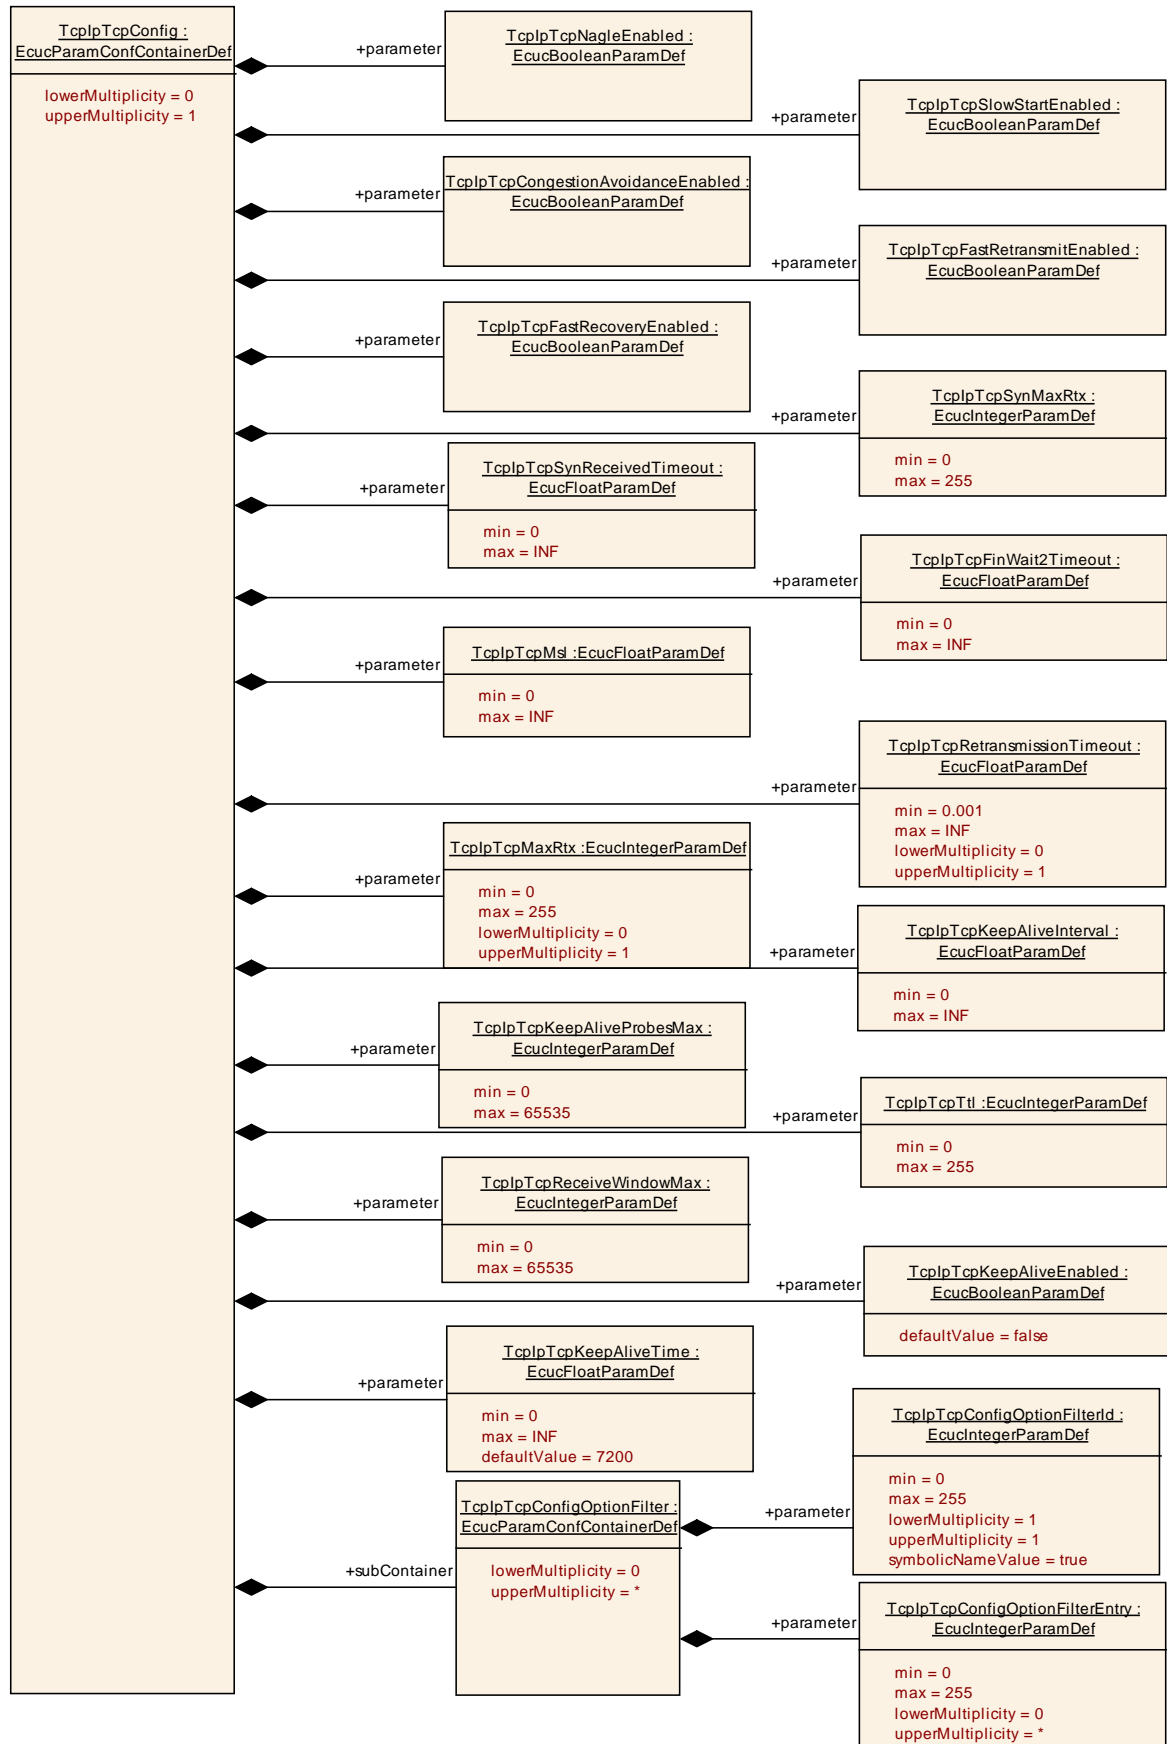 TcpIpTcpConfig :
EcucParamConfContainerDef
lowerMultiplicity = 0
upperMultiplicity = 1
+parameter
TcpIpTcpNagleEnabled :
EcucBooleanParamDef
+parameter
TcpIpTcpSlowStartEnabled :
EcucBooleanParamDef
+parameter
TcpIpTcpCongestionAvoidanceEnabled :
EcucBooleanParamDef
+parameter
TcpIpTcpFastRetransmitEnabled :
EcucBooleanParamDef
+parameter
TcpIpTcpFastRecoveryEnabled :
EcucBooleanParamDef
+parameter
TcpIpTcpSynMaxRtx :
EcucIntegerParamDef
min = 0
max = 255
+parameter
TcpIpTcpSynReceivedTimeout :
EcucFloatParamDef
min = 0
max = INF
+parameter
TcpIpTcpFinWait2Timeout :
EcucFloatParamDef
min = 0
max = INF
+parameter
TcpIpTcpMsl :EcucFloatParamDef
min = 0
max = INF
+parameter
TcpIpTcpRetransmissionTimeout :
EcucFloatParamDef
min = 0.001
max = INF
lowerMultiplicity = 0
upperMultiplicity = 1
+parameter
TcpIpTcpMaxRtx :EcucIntegerParamDef
min = 0
max = 255
lowerMultiplicity = 0
upperMultiplicity = 1
+parameter
TcpIpTcpKeepAliveInterval :
EcucFloatParamDef
min = 0
max = INF
+parameter
TcpIpTcpKeepAliveProbesMax :
EcucIntegerParamDef
min = 0
max = 65535
+parameter
TcpIpTcpTtl :EcucIntegerParamDef
min = 0
max = 255
+parameter
TcpIpTcpReceiveWindowMax :
EcucIntegerParamDef
min = 0
max = 65535
+parameter
TcpIpTcpKeepAliveEnabled :
EcucBooleanParamDef
defaultValue = false
+parameter
TcpIpTcpKeepAliveTime :
EcucFloatParamDef
min = 0
max = INF
defaultValue = 7200
+subContainer
TcpIpTcpConfigOptionFilter :
EcucParamConfContainerDef
lowerMultiplicity = 0
upperMultiplicity = *
+parameter
TcpIpTcpConfigOptionFilterId :
EcucIntegerParamDef
min = 0
max = 255
lowerMultiplicity = 1
upperMultiplicity = 1
symbolicNameValue = true
+parameter
TcpIpTcpConfigOptionFilterEntry :
EcucIntegerParamDef
min = 0
max = 255
lowerMultiplicity = 0
upperMultiplicity = *